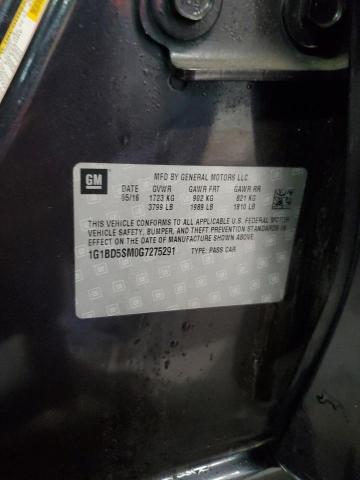 GM
MFD BY GENERAL MOTORS LLC
DATE GVWR GAWR FRT GAWR RR
05/16 1723 KG 902 KG 821 KG
3799 LB 1989 LB 1810 LB
THIS VEHICLE CONFORMS TO ALL APPLICABLE U.S. FEDERAL MOTOR
VEHICLE SAFETY, BUMPER, AND THEFT PREVENTION STANDARDS IN
EFFECT ON THE DATE OF MANUFACTURE SHOWN ABOVE.
1G1BD5SM0G7275291 TYPE: PASS CAR